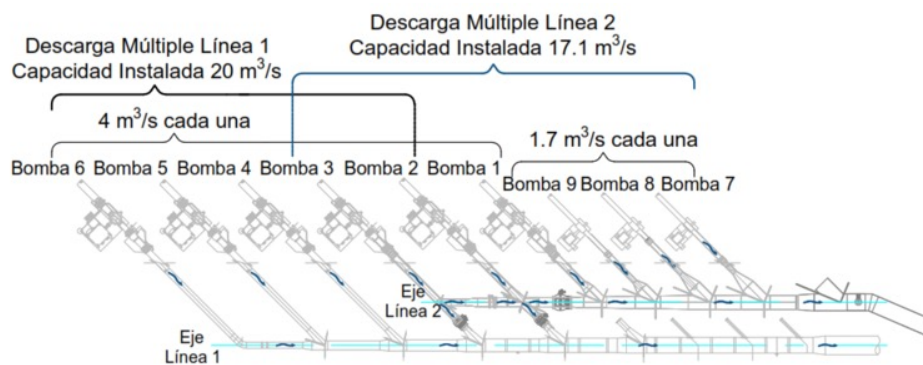 Descarga Múltiple Línea 1
Capacidad Instalada 20 m³/s
Descarga Múltiple Línea 2
Capacidad Instalada 17.1 m³/s
4 m³/s cada una
1.7 m³/s cada una
Bomba 6 Bomba 5 Bomba 4 Bomba 3 Bomba 2 Bomba 1
Bomba 9 Bomba 8 Bomba 7
Eje
Línea 2
Eje
Línea 1